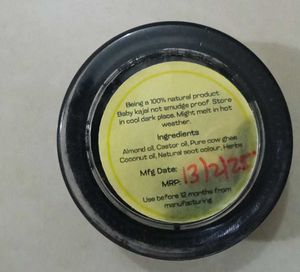 Being a 100% natural product
Baby kajal not smudge proof. Store
in cool dark place. Might melt in hot
weather.
Ingredients
Almond oil, Castor oil, Pure cow ghee
Coconut oil, Natural soot colour, Herbs
Mfg Date:
MRP: 13/2/25
Use before 12 months from
manufacturing